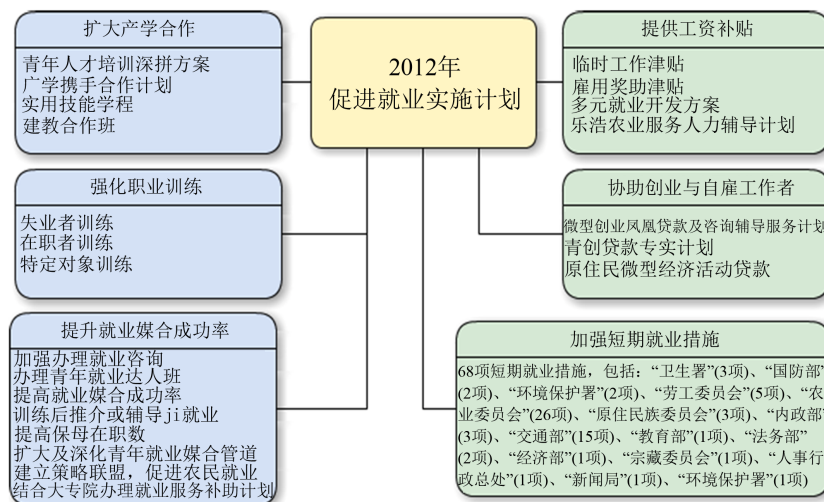 2012年
促进就业实施计划
扩大产学合作
青年人才培训深拼方案
广学携手合作计划
实用技能学程
建教合作班
强化职业训练
失业者训练
在职者训练
特定对象训练
提升就业媒合成功率
加强办理就业咨询
办理青年就业达人班
提高就业媒合成功率
训练后推介或辅导ji就业
提高保母在职数
扩大及深化青年就业媒合管道
建立策略联盟，促进农民就业
结合大专院办理就业服务补助计划
提供工资补贴
临时工作津贴
雇用奖助津贴
多元就业开发方案
乐浩农业服务人力辅导计划
协助创业与自雇工作者
微型创业凤凰贷款及咨询辅导服务计划
青创贷款专实计划
原住民微型经济活动贷款
加强短期就业措施
68项短期就业措施，包括：“卫生署”(3项)、“国防部”
(2项)、“环境保护署”(2项)、“劳工委员会”(5项)、“农
业委员会”(26项)、“原住民族委员会”(3项)、“内政部”
(3项)、“交通部”(15项)、“教育部”(1项)、“法务部”
(2项)、“经济部”(1项)、“宗藏委员会”(1项)、“人事行
政总处”(1项)、“新闻局”(1项)、“环境保护署”(1项)